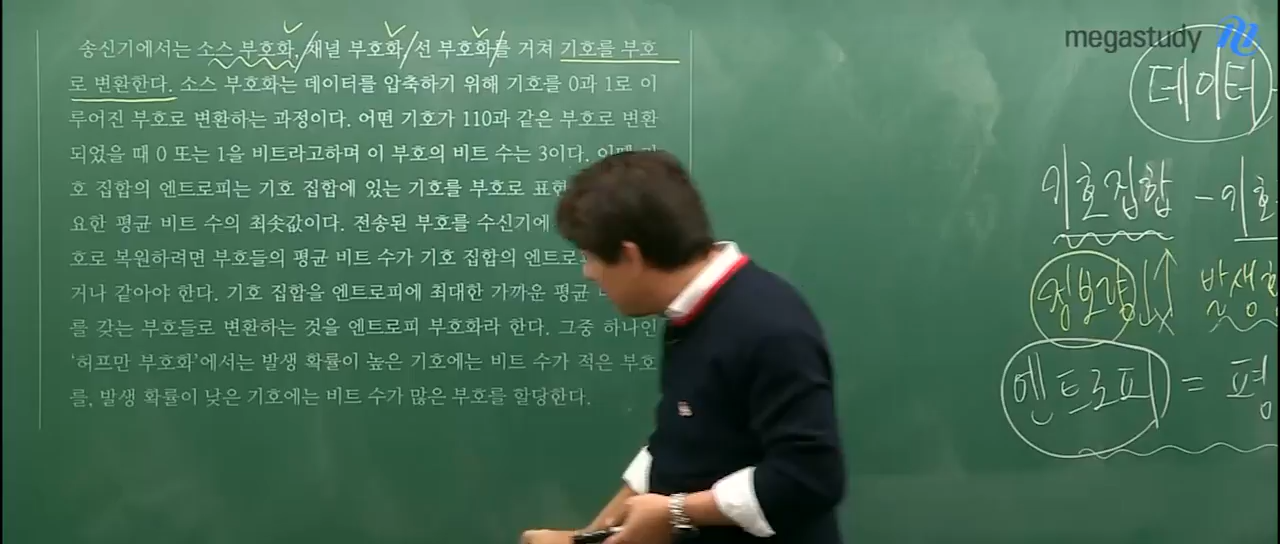 megastudy
송신기에서는 소스 부호화, 채널 부호화, 선 부호화를 거쳐 기호를 부호
로 변환한다. 소스 부호화는 데이터를 압축하기 위해 기호를 0과 1로 이
루어진 부호로 변환하는 과정이다. 어떤 기호가 110과 같은 부호로 변환
되었을 때 0 또는 1을 비트라고하며 이 부호의 비트 수는 3이다.
호 집합의 엔트로피는 기호 집합에 있는 기호를 부호로 표현
요한 평균 비트 수의 최솟값이다. 전송된 부호를 수신기에
호로 복원하려면 부호들의 평균 비트 수가 기호 집합의
거나 같아야 한다. 기호 집합을 엔트로피에 최대한 가까운 평균
를 갖는 부호들로 변환하는 것을 엔트로피 부호화라 한다. 그중 하나인
‘허프만 부호화’에서는 발생 확률이 높은 기호에는 비트 수가 적은 부호
를, 발생 확률이 낮은 기호에는 비트 수가 많은 부호를 할당한다.
데이터
기호집합 - 기호
정보량 ↓↑ 발생
엔트로피 = 평